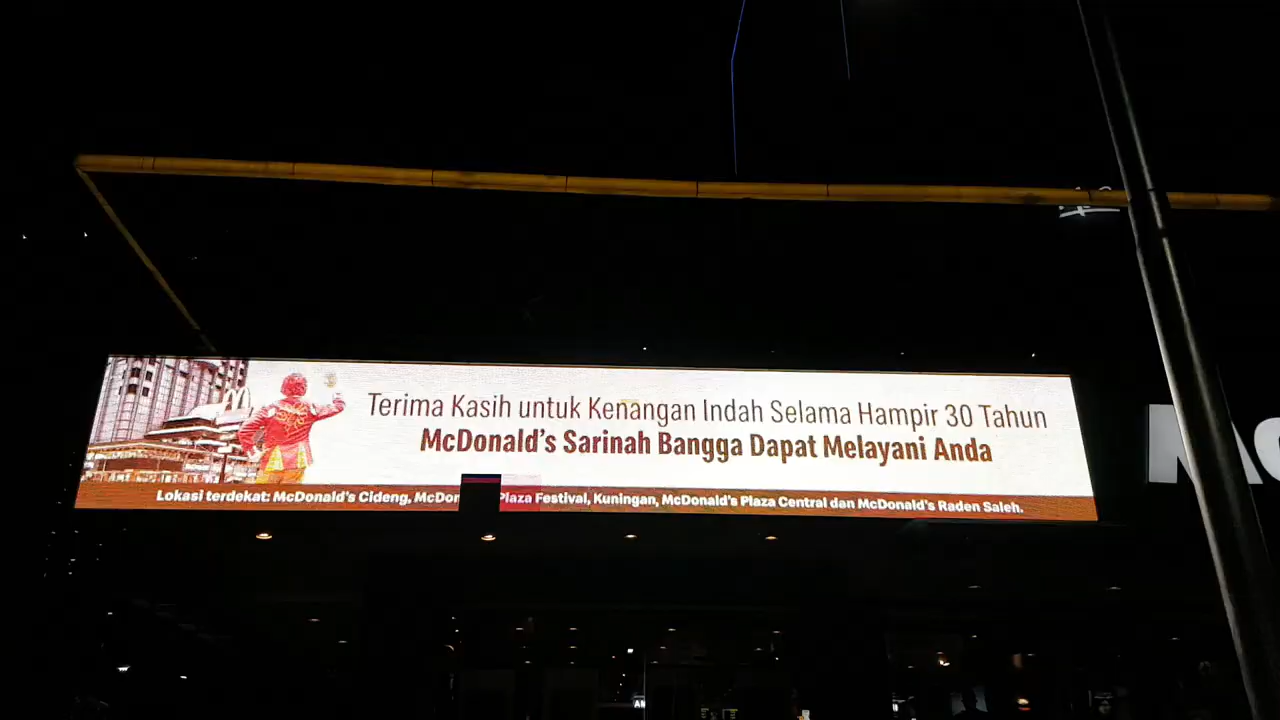 Terima Kasih untuk Kenangan Indah Selama Hampir 30 Tahun
McDonald's Sarinah Bangga Dapat Melayani Anda
Lokasi terdekat: McDonald's Cideng, Plaza Festival, Kuningan, McDonald's Plaza Central dan McDonald's Raden Saleh.